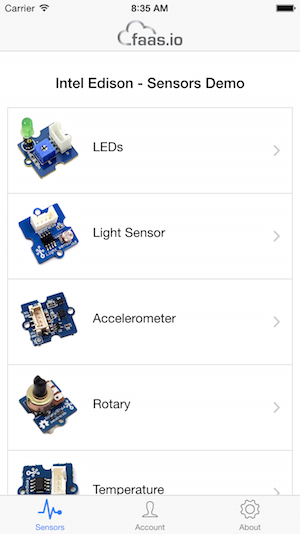 Carrier 8:35 AM
faas.io
Intel Edison - Sensors Demo
LEDs
Light Sensor
Accelerometer
Rotary
Temperature
Sensors Account About